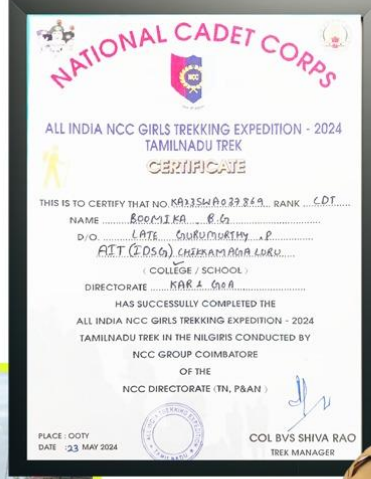 NATIONAL CADET CORPS
NCC
ALL INDIA NCC GIRLS TREKKING EXPEDITION - 2024
TAMILNADU TREK
CERTIFICATE
THIS IS TO CERTIFY THAT NO. KA23SWA037869 RANK CDT
NAME BOOMIKA . B.G
D/O. LATE GURUMURTHY .P
AIT (IDSG) CHIKKAMAGALURU
( COLLEGE / SCHOOL )
DIRECTORATE KAR & GOA
HAS SUCCESSFULLY COMPLETED THE
ALL INDIA NCC GIRLS TREKKING EXPEDITION - 2024
TAMILNADU TREK IN THE NILGIRIS CONDUCTED BY
NCC GROUP COIMBATORE
OF THE
NCC DIRECTORATE (TN, P&AN )
PLACE : OOTY
DATE : 23 MAY 2024
COL BVS SHIVA RAO
TREK MANAGER